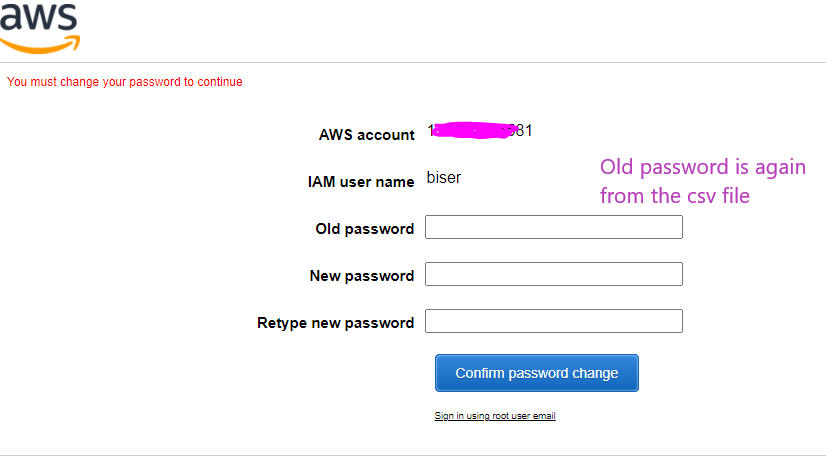 aws
You must change your password to continue
AWS account 81
IAM user name biser
Old password is again
from the csv file
Old password
New password
Retype new password
Confirm password change
Sign in using root user email